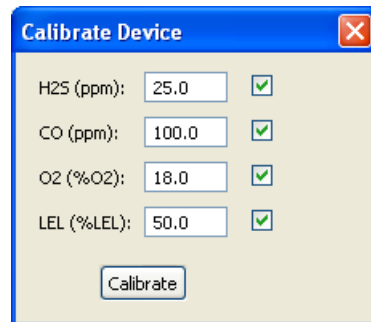 Calibrate Device
H2S (ppm): 25.0
CO (ppm): 100.0
O2 (%O2): 18.0
LEL (%LEL): 50.0
Calibrate